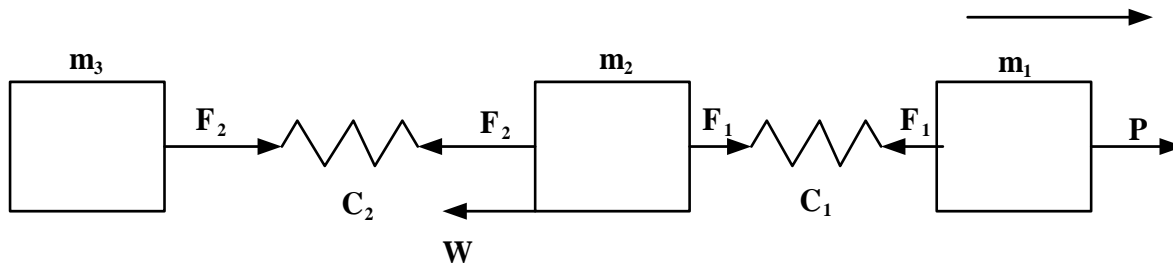 m₃ m₂ m₁
F₂ F₂ F₁ F₁ P
C₂ C₁
W